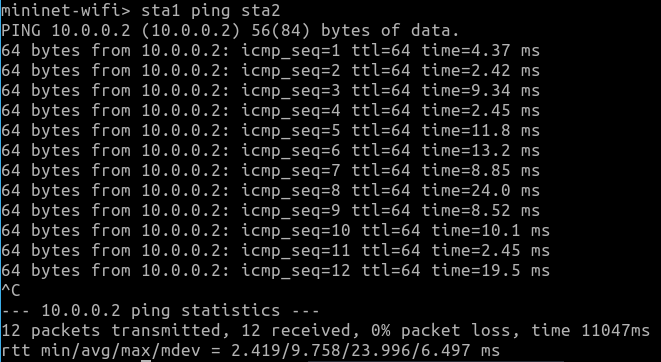 mininet-wifi> sta1 ping sta2
PING 10.0.0.2 (10.0.0.2) 56(84) bytes of data.
64 bytes from 10.0.0.2: icmp_seq=1 ttl=64 time=4.37 ms
64 bytes from 10.0.0.2: icmp_seq=2 ttl=64 time=2.42 ms
64 bytes from 10.0.0.2: icmp_seq=3 ttl=64 time=9.34 ms
64 bytes from 10.0.0.2: icmp_seq=4 ttl=64 time=2.45 ms
64 bytes from 10.0.0.2: icmp_seq=5 ttl=64 time=11.8 ms
64 bytes from 10.0.0.2: icmp_seq=6 ttl=64 time=13.2 ms
64 bytes from 10.0.0.2: icmp_seq=7 ttl=64 time=8.85 ms
64 bytes from 10.0.0.2: icmp_seq=8 ttl=64 time=24.0 ms
64 bytes from 10.0.0.2: icmp_seq=9 ttl=64 time=8.52 ms
64 bytes from 10.0.0.2: icmp_seq=10 ttl=64 time=10.1 ms
64 bytes from 10.0.0.2: icmp_seq=11 ttl=64 time=2.45 ms
64 bytes from 10.0.0.2: icmp_seq=12 ttl=64 time=19.5 ms
^C
--- 10.0.0.2 ping statistics ---
12 packets transmitted, 12 received, 0% packet loss, time 11047ms
rtt min/avg/max/mdev = 2.419/9.758/23.996/6.497 ms